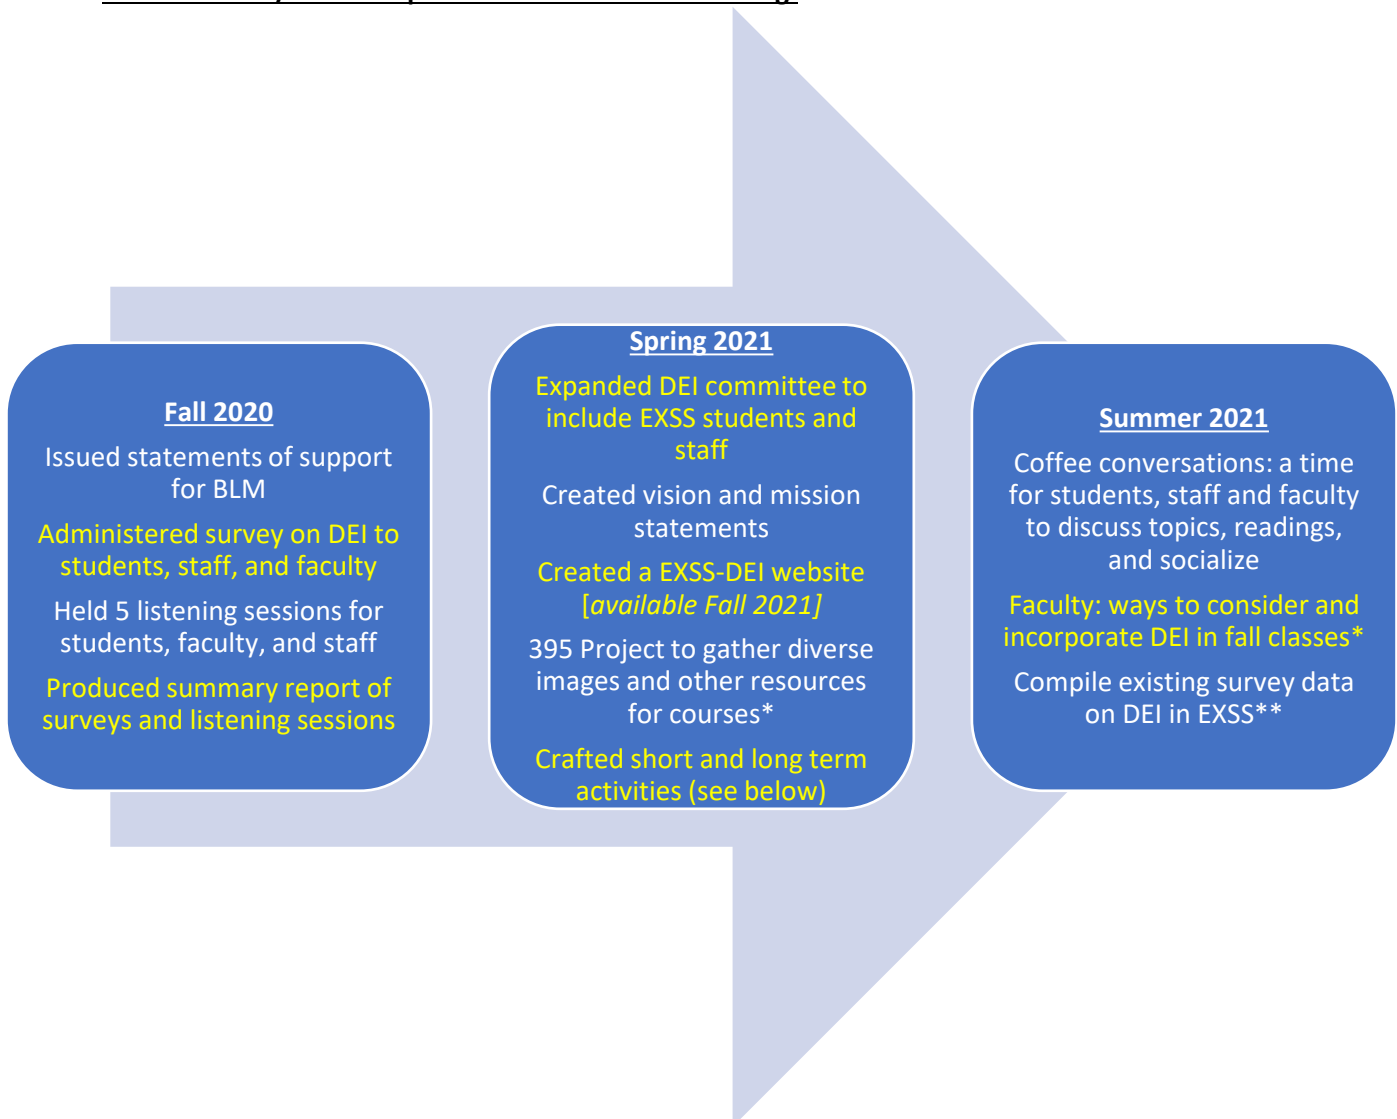 Fall 2020
Issued statements of support
for BLM
Administered survey on DEI to
students, staff, and faculty
Held 5 listening sessions for
students, faculty, and staff
Produced summary report of
surveys and listening sessions
Spring 2021
Expanded DEI committee to
include EXSS students and
staff
Created vision and mission
statements
Created a EXSS-DEI website
[available Fall 2021]
395 Project to gather diverse
images and other resources
for courses*
Crafted short and long term
activities (see below)
Summer 2021
Coffee conversations: a time
for students, staff and faculty
to discuss topics, readings,
and socialize
Faculty: ways to consider and
incorporate DEI in fall classes*
Compile existing survey data
on DEI in EXSS**